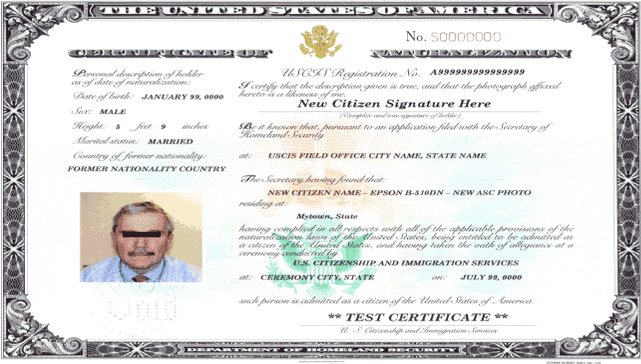 THE UNITED STATES OF AMERICA
No. S0000000
CERTIFICATE OF NATURALIZATION
Personal description of holder
as of date of naturalization:
Date of birth: JANUARY 99, 0000
Sex: MALE
Height: 5 feet 9 inches
Marital status: MARRIED
Country of former nationality:
FORMER NATIONALITY COUNTRY
USCIS Registration No. A999999999999999
I certify that the description given is true, and that the photograph affixed
hereto is a likeness of me.
New Citizen Signature Here
(Complete and true signature of holder)
Be it known that, pursuant to an application filed with the Secretary of
Homeland Security
at: USCIS FIELD OFFICE CITY NAME, STATE NAME
The Secretary having found that:
NEW CITIZEN NAME – EPSON B-510DN – NEW ASC PHOTO
residing at:
Mytown, State
having complied in all respects with all of the applicable provisions of the
naturalization laws of the United States, being entitled to be admitted as
a citizen of the United States, and having taken the oath of allegiance at a
ceremony conducted by
U.S. CITIZENSHIP AND IMMIGRATION SERVICES
at: CEREMONY CITY, STATE on: JULY 99, 0000
such person is admitted as a citizen of the United States of America.
** TEST CERTIFICATE **
U. S. Citizenship and Immigration Services
DEPARTMENT OF HOMELAND SECURITY